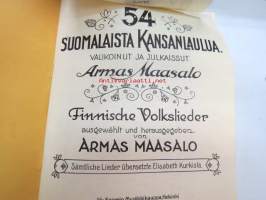 54
SUOMALAISTA KANSANLAULUA
VALIKOINUT JA JULKAISSUT
Armas Maasalo
Finnische Volkslieder
ausgewählt und herausgegeben
von
ARMAS MAASALO
Sämtliche Lieder übersetzte Elisabeth Kurkiala